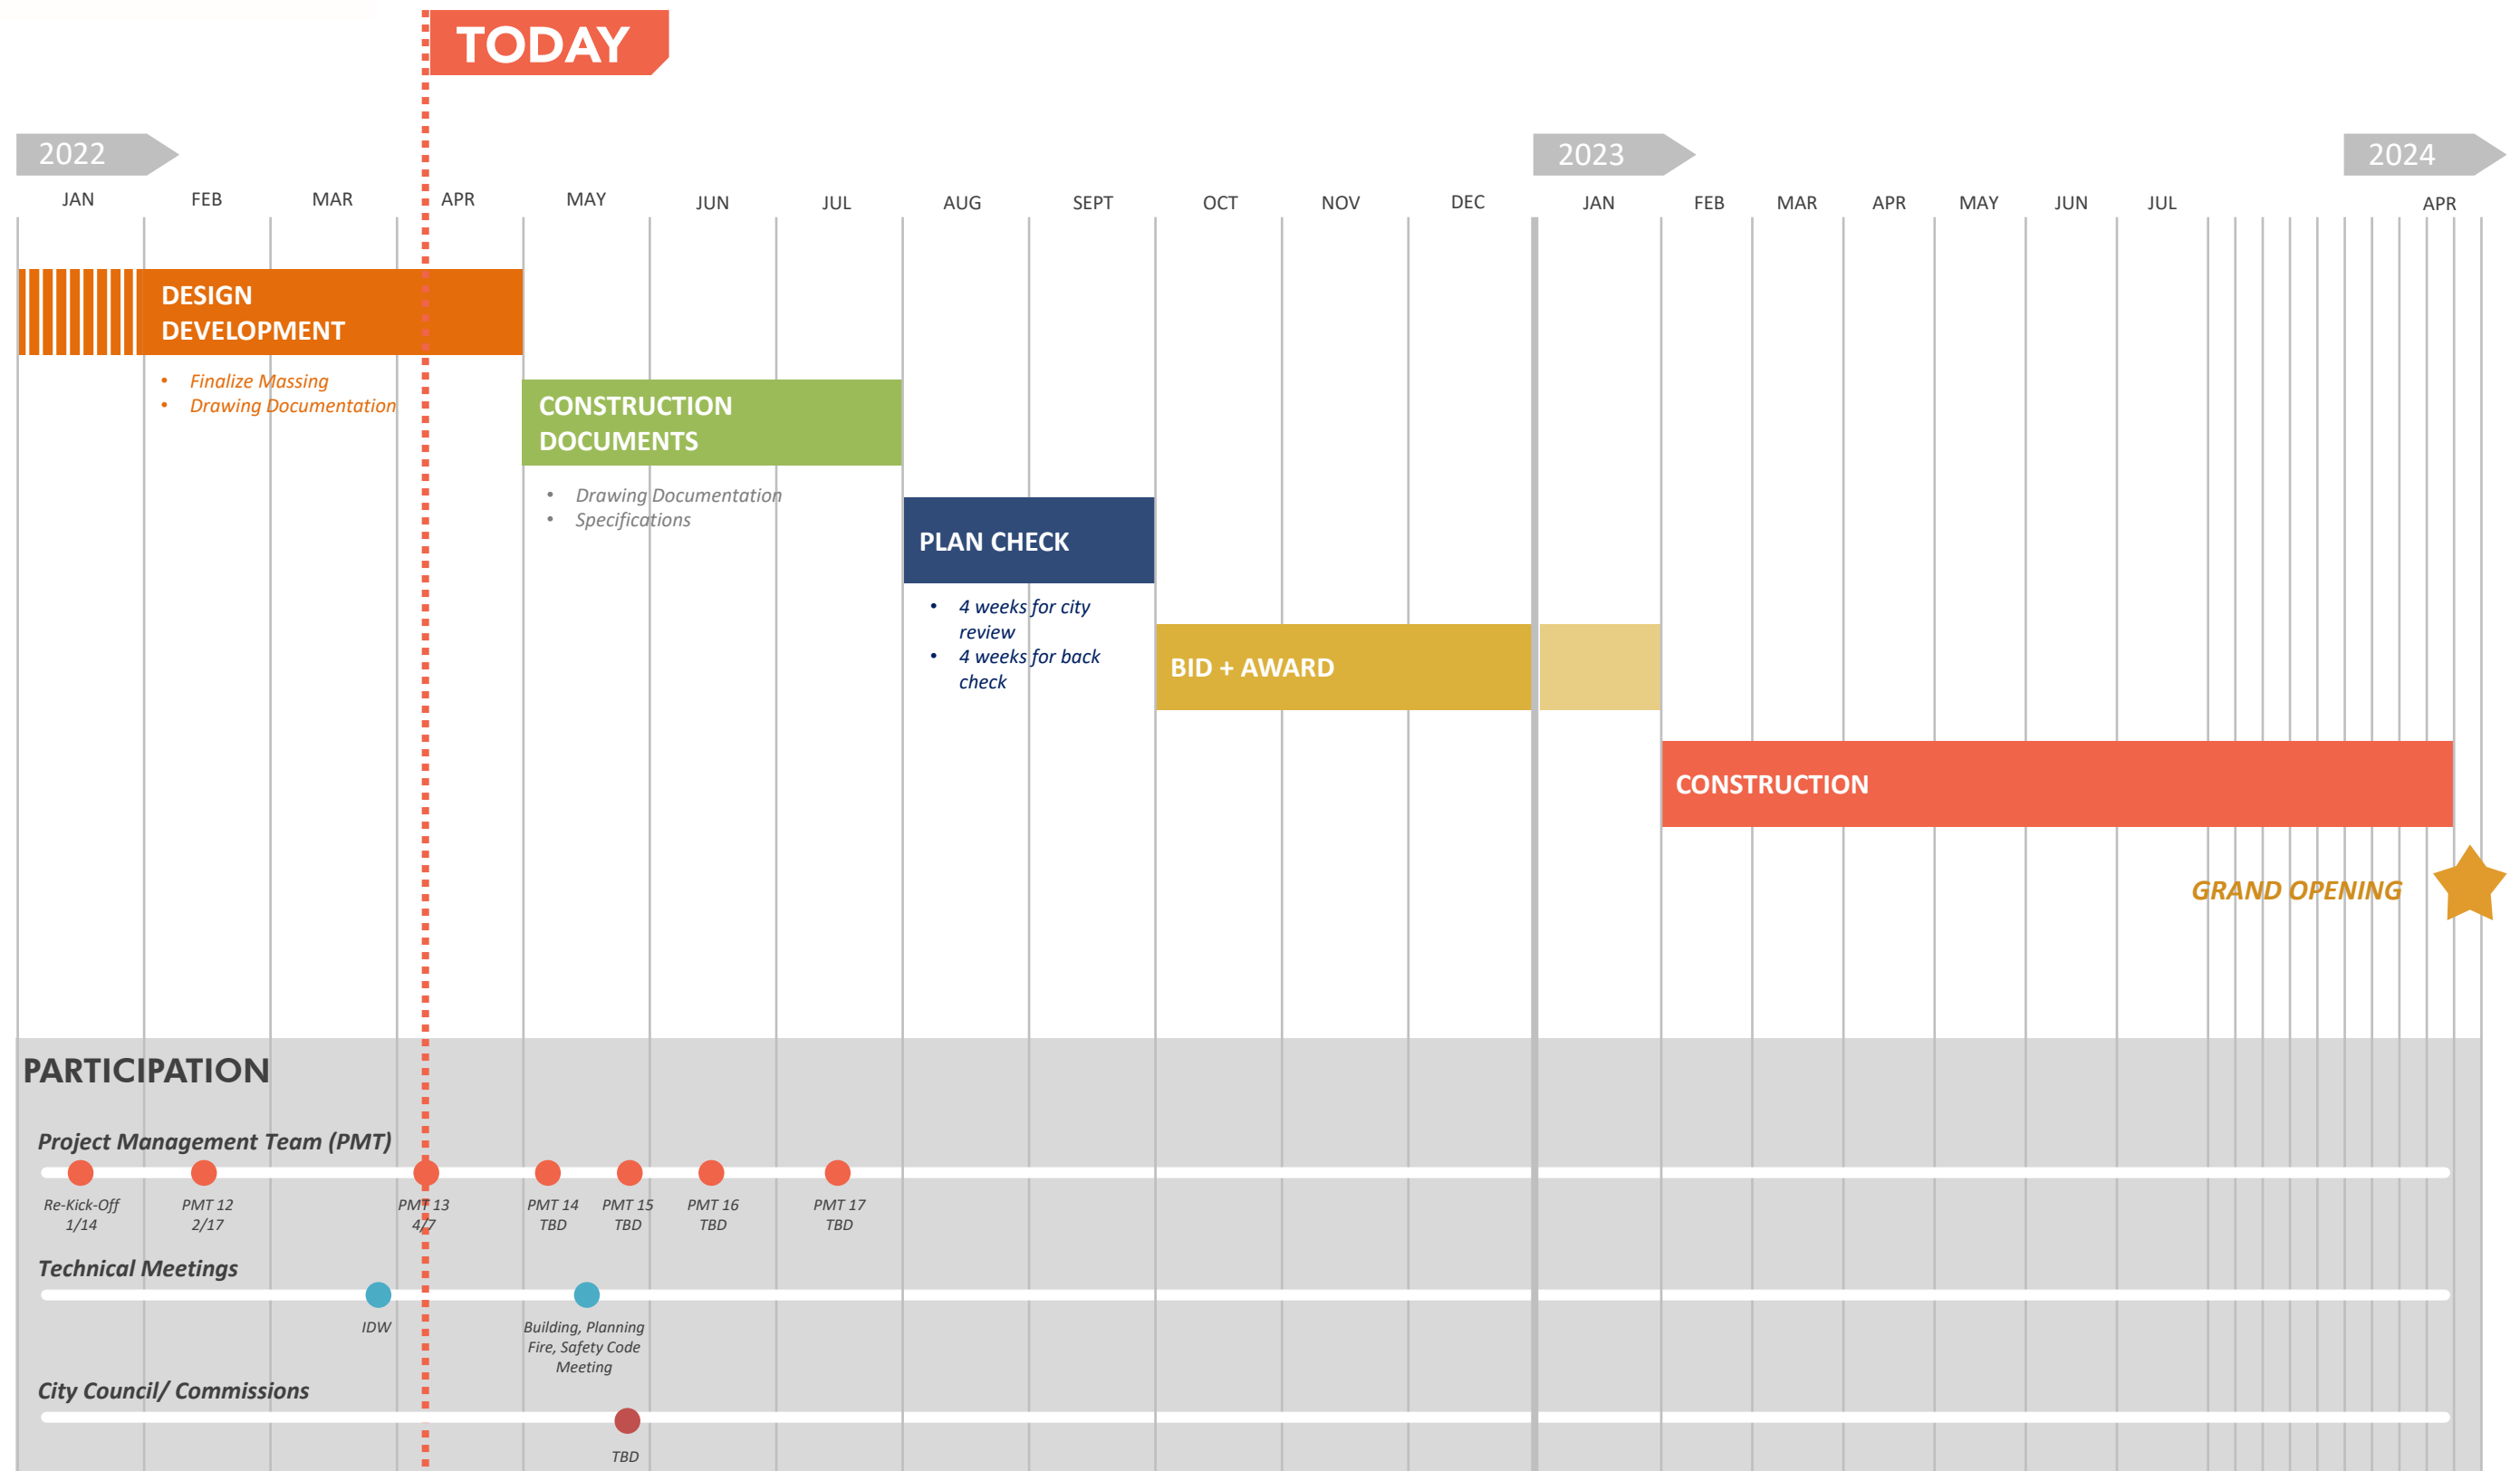 TODAY
2022
2023
2024
JAN FEB MAR APR MAY JUN JUL AUG SEPT OCT NOV DEC JAN FEB MAR APR MAY JUN JUL APR
DESIGN
DEVELOPMENT
• Finalize Massing
• Drawing Documentation
CONSTRUCTION
DOCUMENTS
• Drawing Documentation
• Specifications
PLAN CHECK
• 4 weeks for city
review
• 4 weeks for back
check
BID + AWARD
CONSTRUCTION
GRAND OPENING
PARTICIPATION
Project Management Team (PMT)
Re-Kick-Off
1/14
PMT 12
2/17
PMT 13
4/7
PMT 14
TBD
PMT 15
TBD
PMT 16
TBD
PMT 17
TBD
Technical Meetings
IDW
Building, Planning
Fire, Safety Code
Meeting
City Council/ Commissions
TBD